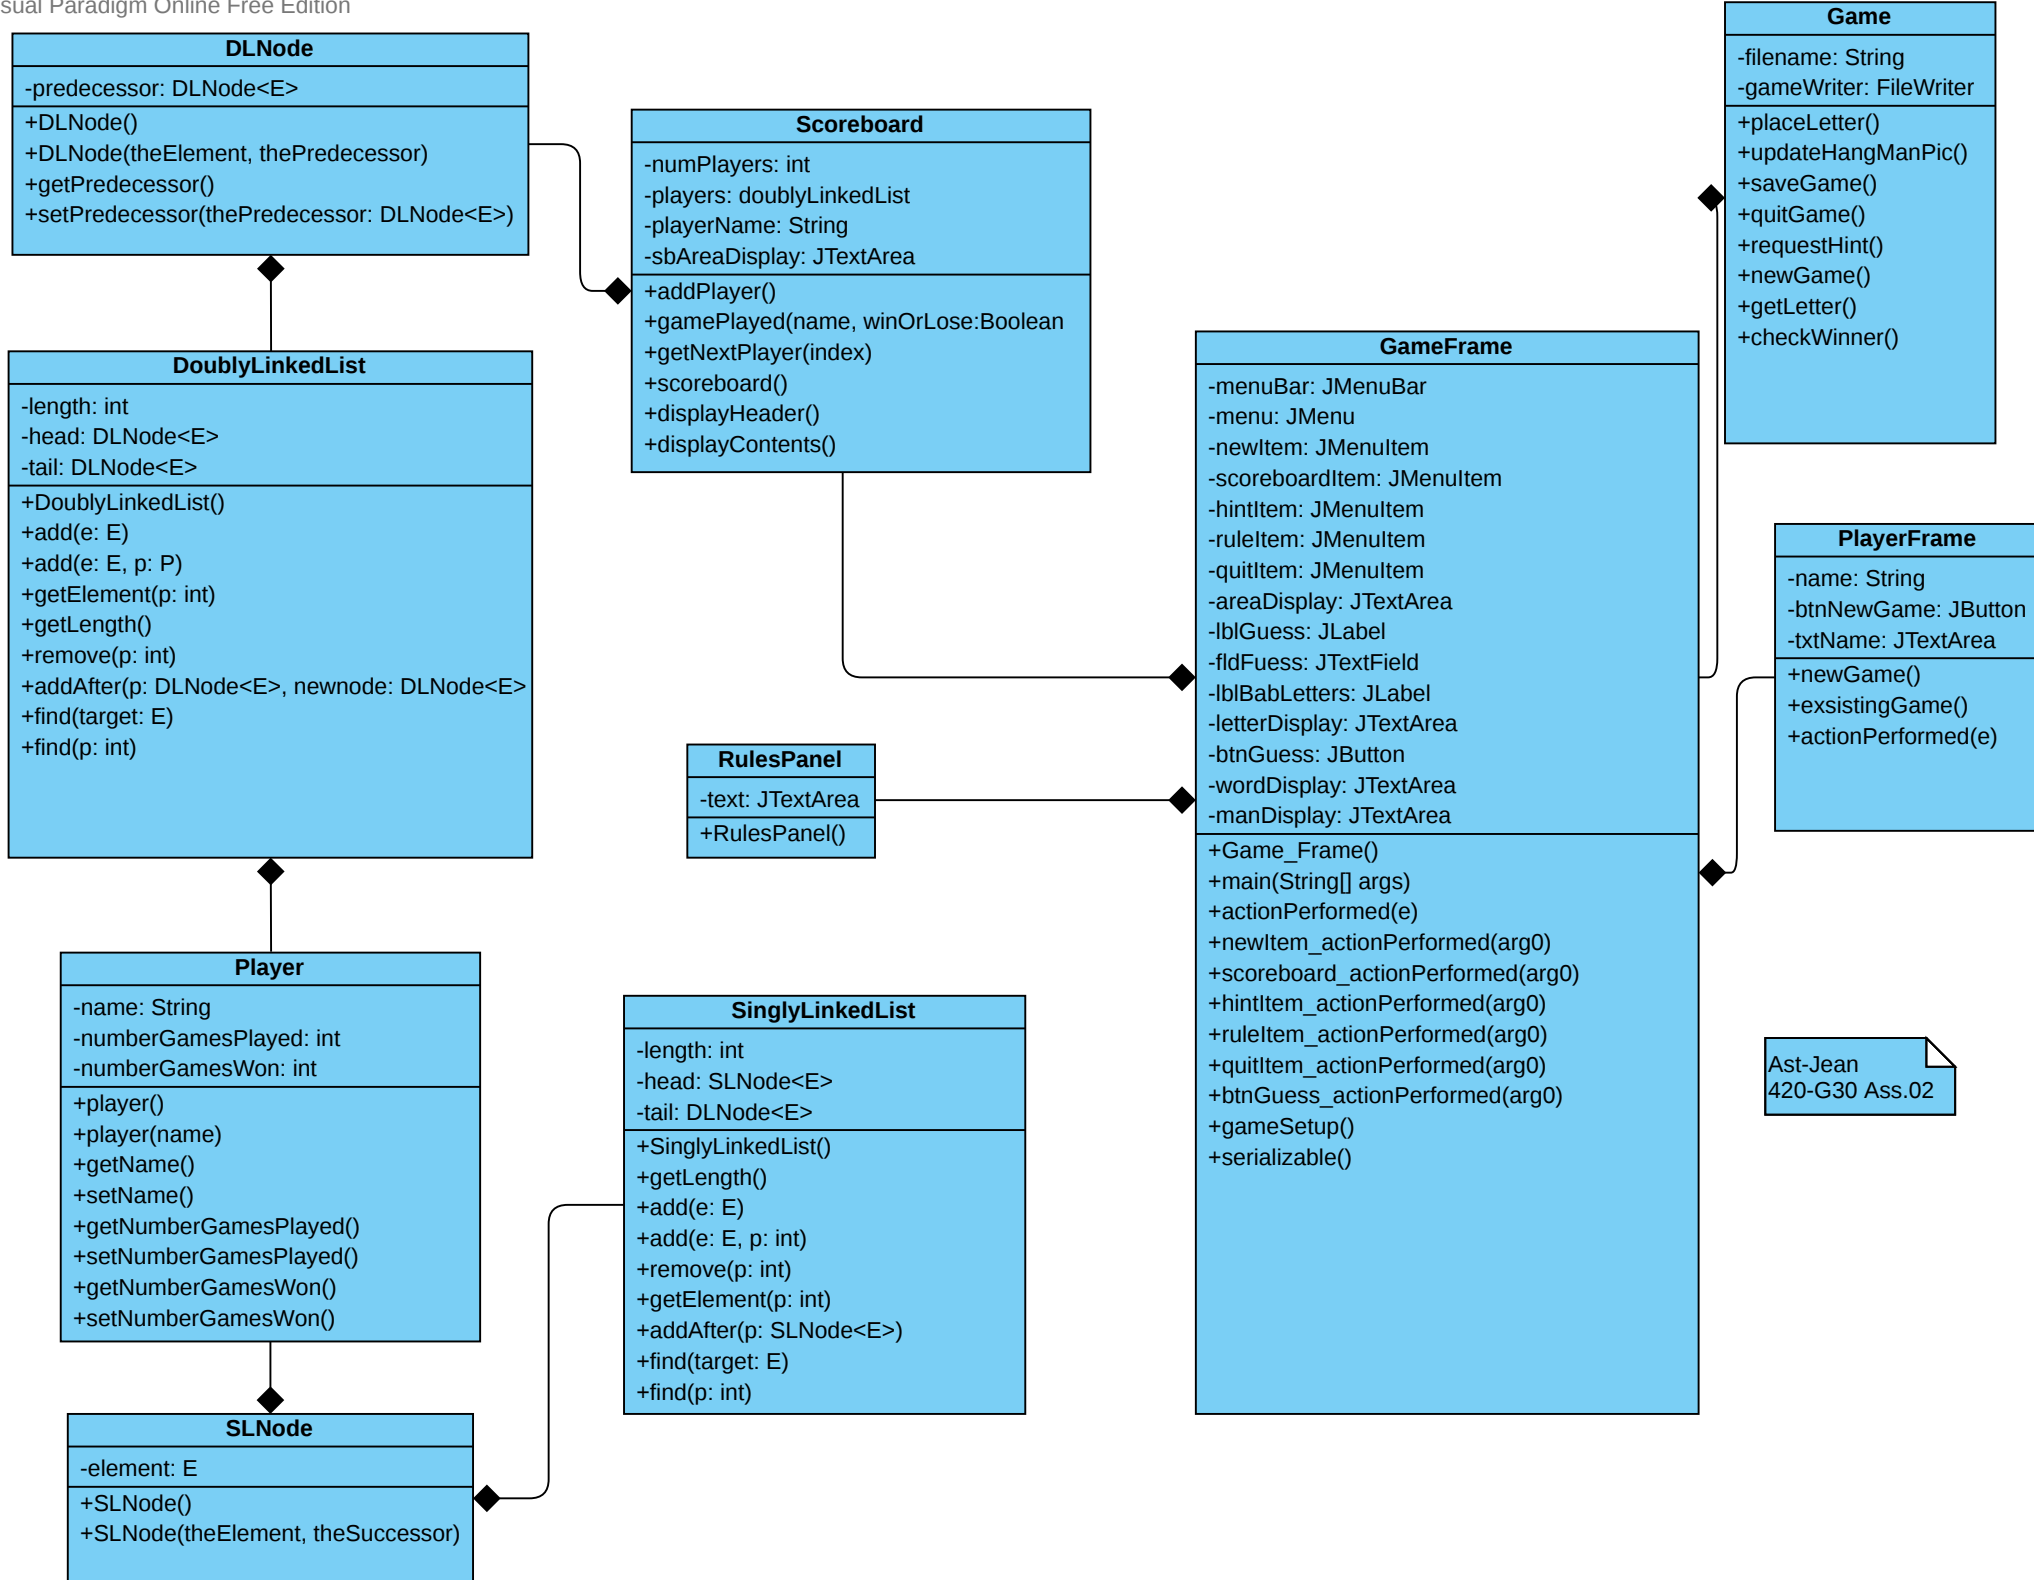 sual Paradigm Online Free Edition
DLNode
-predecessor: DLNode<E>
+DLNode()
+DLNode(theElement, thePredecessor)
+getPredecessor()
+setPredecessor(thePredecessor: DLNode<E>)
DoublyLinkedList
-length: int
-head: DLNode<E>
-tail: DLNode<E>
+DoublyLinkedList()
+add(e: E)
+add(e: E, p: P)
+getElement(p: int)
+getLength()
+remove(p: int)
+addAfter(p: DLNode<E>, newnode: DLNode<E>
+find(target: E)
+find(p: int)
Player
-name: String
-numberGamesPlayed: int
-numberGamesWon: int
+player()
+player(name)
+getName()
+setName()
+getNumberGamesPlayed()
+setNumberGamesPlayed()
+getNumberGamesWon()
+setNumberGamesWon()
SLNode
-element: E
+SLNode()
+SLNode(theElement, theSuccessor)
Scoreboard
-numPlayers: int
-players: doublyLinkedList
-playerName: String
-sbAreaDisplay: JTextArea
+addPlayer()
+gamePlayed(name, winOrLose:Boolean
+getNextPlayer(index)
+scoreboard()
+displayHeader()
+displayContents()
RulesPanel
-text: JTextArea
+RulesPanel()
SinglyLinkedList
-length: int
-head: SLNode<E>
-tail: DLNode<E>
+SinglyLinkedList()
+getLength()
+add(e: E)
+add(e: E, p: int)
+remove(p: int)
+getElement(p: int)
+addAfter(p: SLNode<E>)
+find(target: E)
+find(p: int)
GameFrame
-menuBar: JMenuBar
-menu: JMenu
-newItem: JMenuItem
-scoreboardItem: JMenuItem
-hintItem: JMenuItem
-ruleItem: JMenuItem
-quitItem: JMenuItem
-areaDisplay: JTextArea
-lblGuess: JLabel
-fldFuess: JTextField
-lblBabLetters: JLabel
-letterDisplay: JTextArea
-btnGuess: JButton
-wordDisplay: JTextArea
-manDisplay: JTextArea
+Game_Frame()
+main(String[] args)
+actionPerformed(e)
+newItem_actionPerformed(arg0)
+scoreboard_actionPerformed(arg0)
+hintItem_actionPerformed(arg0)
+ruleItem_actionPerformed(arg0)
+quitItem_actionPerformed(arg0)
+btnGuess_actionPerformed(arg0)
+gameSetup()
+serializable()
Game
-filename: String
-gameWriter: FileWriter
+placeLetter()
+updateHangManPic()
+saveGame()
+quitGame()
+requestHint()
+newGame()
+getLetter()
+checkWinner()
PlayerFrame
-name: String
-btnNewGame: JButton
-txtName: JTextArea
+newGame()
+exsistingGame()
+actionPerformed(e)
Ast-Jean
420-G30 Ass.02